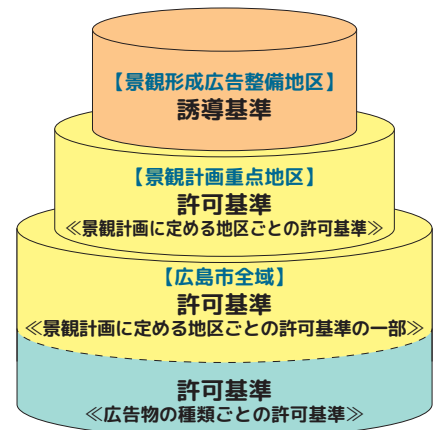 【景観形成広告整備地区】
誘導基準
【景観計画重点地区】
許可基準
≪景観計画に定める地区ごとの許可基準≫
【広島市全域】
許可基準
≪景観計画に定める地区ごとの許可基準の一部≫
許可基準
≪広告物の種類ごとの許可基準≫